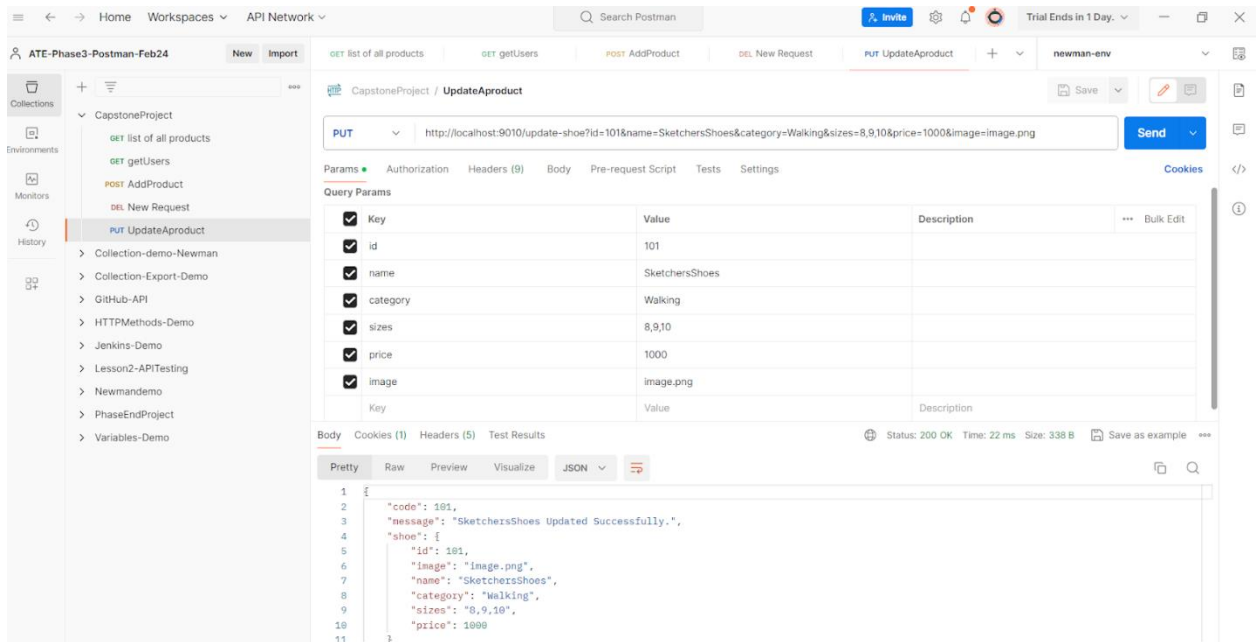 Home Workspaces API Network Search Postman Invite Trial Ends in 1 Day.
ATE-Phase3-Postman-Feb24 New Import GET list of all products GET getUsers POST AddProduct DEL New Request PUT UpdateAproduct newman-env
Collections
Environments
Monitors
History
CapstoneProject
GET list of all products
GET getUsers
POST AddProduct
DEL New Request
PUT UpdateAproduct
Collection-demo-Newman
Collection-Export-Demo
GitHub-API
HTTPMethods-Demo
Jenkins-Demo
Lesson2-APITesting
Newmandemo
PhaseEndProject
Variables-Demo
HTTP CapstoneProject / UpdateAproduct Save
PUT http://localhost:9010/update-shoe?id=101&name=SketchersShoes&category=Walking&sizes=8,9,10&price=1000&image=image.png Send
Params Authorization Headers (9) Body Pre-request Script Tests Settings Cookies
Query Params
Key Value Description Bulk Edit
id 101
name SketchersShoes
category Walking
sizes 8,9,10
price 1000
image image.png
Key Value Description
Body Cookies (1) Headers (5) Test Results Status: 200 OK Time: 22 ms Size: 338 B Save as example
Pretty Raw Preview Visualize JSON
1 {
2 "code": 101,
3 "message": "SketchersShoes Updated Successfully.",
4 "shoe": {
5 "id": 101,
6 "image": "image.png",
7 "name": "SketchersShoes",
8 "category": "Walking",
9 "sizes": "8,9,10",
10 "price": 1000
11 }